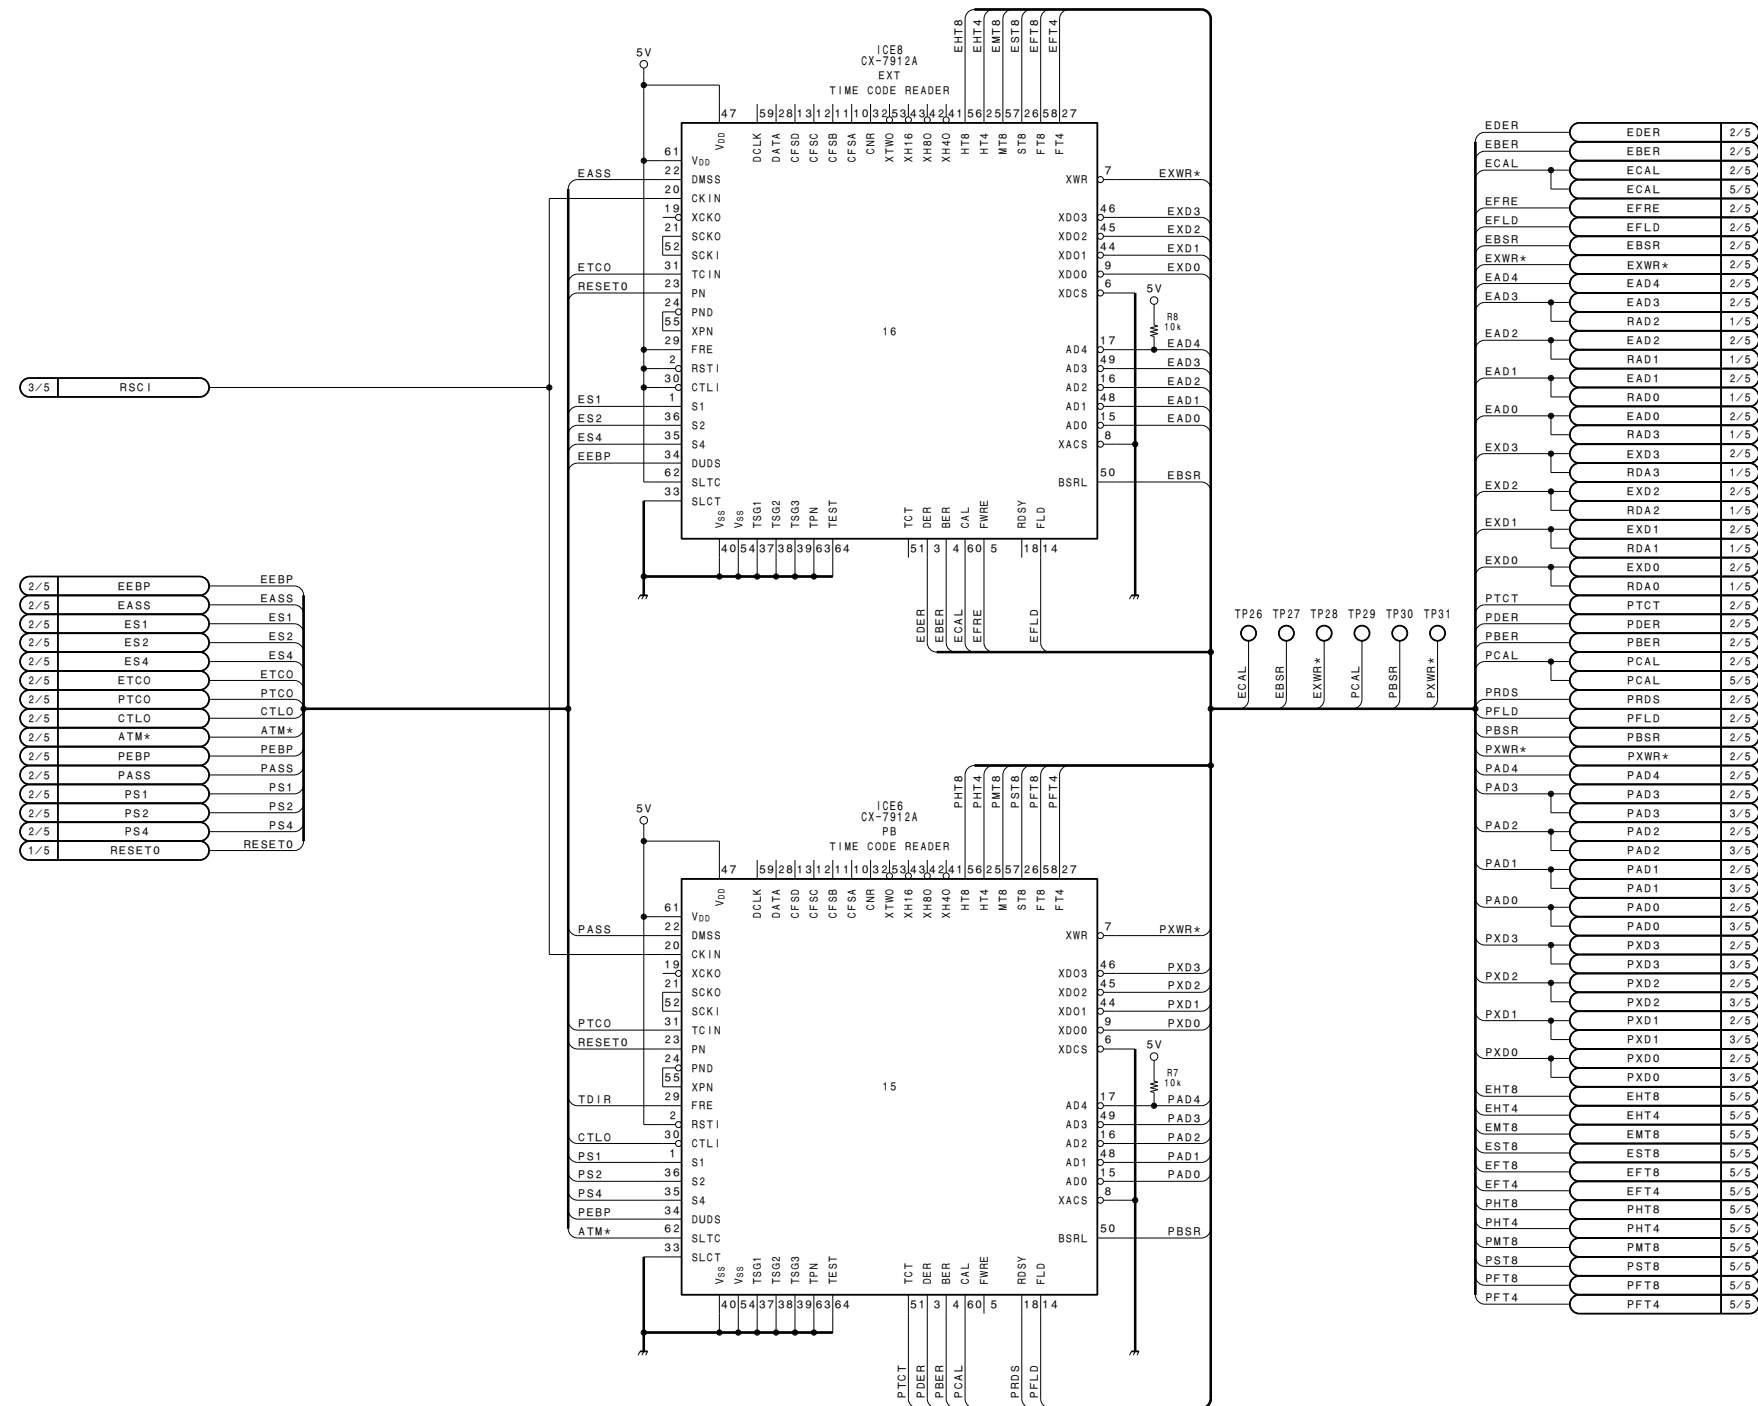 3/5 RSCI
2/5 EEBP EEBP
2/5 EASS EASS
2/5 ES1 ES1
2/5 ES2 ES2
2/5 ES4 ES4
2/5 ETCO ETCO
2/5 PTCO PTCO
2/5 CTLO CTLO
2/5 ATM* ATM*
2/5 PEBP PEBP
2/5 PASS PASS
2/5 PS1 PS1
2/5 PS2 PS2
2/5 PS4 PS4
1/5 RESET0 RESET0
EHT8 EHT4 EMT8 EST8 EFT8 EFT4
ICE8
CX-7912A
EXT
TIME CODE READER
5V
47 59 28 13 12 11 10 32 53 43 42 41 56 25 57 26 58 27
VDD DCLK DATA CFSD CFSC CFSB CFSA CNR XTWO XH16 XH8O XH4O HT8 HT4 MT8 ST8 FT8 FT4
61 VDD
EASS 22 DMSS
20 CKIN
19 XCKO
21 SCKO
52 SCKI
ETCO 31 TCIN
RESET0 23 PN
24 PND
55 XPN
29 FRE
2 RSTI
30 CTLI
ES1 1 S1
ES2 36 S2
ES4 35 S4
EEBP 34 DUDS
62 SLTC
33 SLCT
16
XWR 7 EXWR*
XDO3 46 EXD3
XDO2 45 EXD2
XDO1 44 EXD1
XDO0 9 EXD0
XDCS 6
5V
R8
10k
AD4 17 EAD4
AD3 49 EAD3
AD2 16 EAD2
AD1 48 EAD1
AD0 15 EAD0
XACS 8
BSRL 50 EBSR
VSS VSS TSG1 TSG2 TSG3 TPN TEST TCT DER BER CAL FWRE RDSY FLD
40 54 37 38 39 63 64 51 3 4 60 5 18 14
EDER EBER ECAL EFRE EFLD
PHT8 PHT4 PMT8 PST8 PFT8 PFT4
ICE6
CX-7912A
PB
TIME CODE READER
5V
47 59 28 13 12 11 10 32 53 43 42 41 56 25 57 26 58 27
VDD DCLK DATA CFSD CFSC CFSB CFSA CNR XTWO XH16 XH8O XH4O HT8 HT4 MT8 ST8 FT8 FT4
61 VDD
PASS 22 DMSS
20 CKIN
19 XCKO
21 SCKO
52 SCKI
PTCO 31 TCIN
RESET0 23 PN
24 PND
55 XPN
TDIR 29 FRE
2 RSTI
CTLO 30 CTLI
PS1 1 S1
PS2 36 S2
PS4 35 S4
PEBP 34 DUDS
ATM* 62 SLTC
33 SLCT
15
XWR 7 PXWR*
XDO3 46 PXD3
XDO2 45 PXD2
XDO1 44 PXD1
XDO0 9 PXD0
XDCS 6
5V
R7
10k
AD4 17 PAD4
AD3 49 PAD3
AD2 16 PAD2
AD1 48 PAD1
AD0 15 PAD0
XACS 8
BSRL 50 PBSR
VSS VSS TSG1 TSG2 TSG3 TPN TEST TCT DER BER CAL FWRE RDSY FLD
40 54 37 38 39 63 64 51 3 4 60 5 18 14
PTCT PDER PBER PCAL PRDS PFLD
TP26 TP27 TP28 TP29 TP30 TP31
ECAL EBSR EXWR* PCAL PBSR PXWR*
EDER EDER 2/5
EBER EBER 2/5
ECAL ECAL 2/5
ECAL 5/5
EFRE EFRE 2/5
EFLD EFLD 2/5
EBSR EBSR 2/5
EXWR* EXWR* 2/5
EAD4 EAD4 2/5
EAD3 EAD3 2/5
RAD2 1/5
EAD2 EAD2 2/5
RAD1 1/5
EAD1 EAD1 2/5
RAD0 1/5
EAD0 EAD0 2/5
RAD3 1/5
EXD3 EXD3 2/5
RDA3 1/5
EXD2 EXD2 2/5
RDA2 1/5
EXD1 EXD1 2/5
RDA1 1/5
EXD0 EXD0 2/5
RDA0 1/5
PTCT PTCT 2/5
PDER PDER 2/5
PBER PBER 2/5
PCAL PCAL 2/5
PCAL 5/5
PRDS PRDS 2/5
PFLD PFLD 2/5
PBSR PBSR 2/5
PXWR* PXWR* 2/5
PAD4 PAD4 2/5
PAD3 PAD3 2/5
PAD3 3/5
PAD2 PAD2 2/5
PAD2 3/5
PAD1 PAD1 2/5
PAD1 3/5
PAD0 PAD0 2/5
PAD0 3/5
PXD3 PXD3 2/5
PXD3 3/5
PXD2 PXD2 2/5
PXD2 3/5
PXD1 PXD1 2/5
PXD1 3/5
PXD0 PXD0 2/5
PXD0 3/5
EHT8 EHT8 5/5
EHT4 EHT4 5/5
EMT8 EMT8 5/5
EST8 EST8 5/5
EFT8 EFT8 5/5
EFT4 EFT4 5/5
PHT8 PHT8 5/5
PHT4 PHT4 5/5
PMT8 PMT8 5/5
PST8 PST8 5/5
PFT8 PFT8 5/5
PFT4 PFT4 5/5